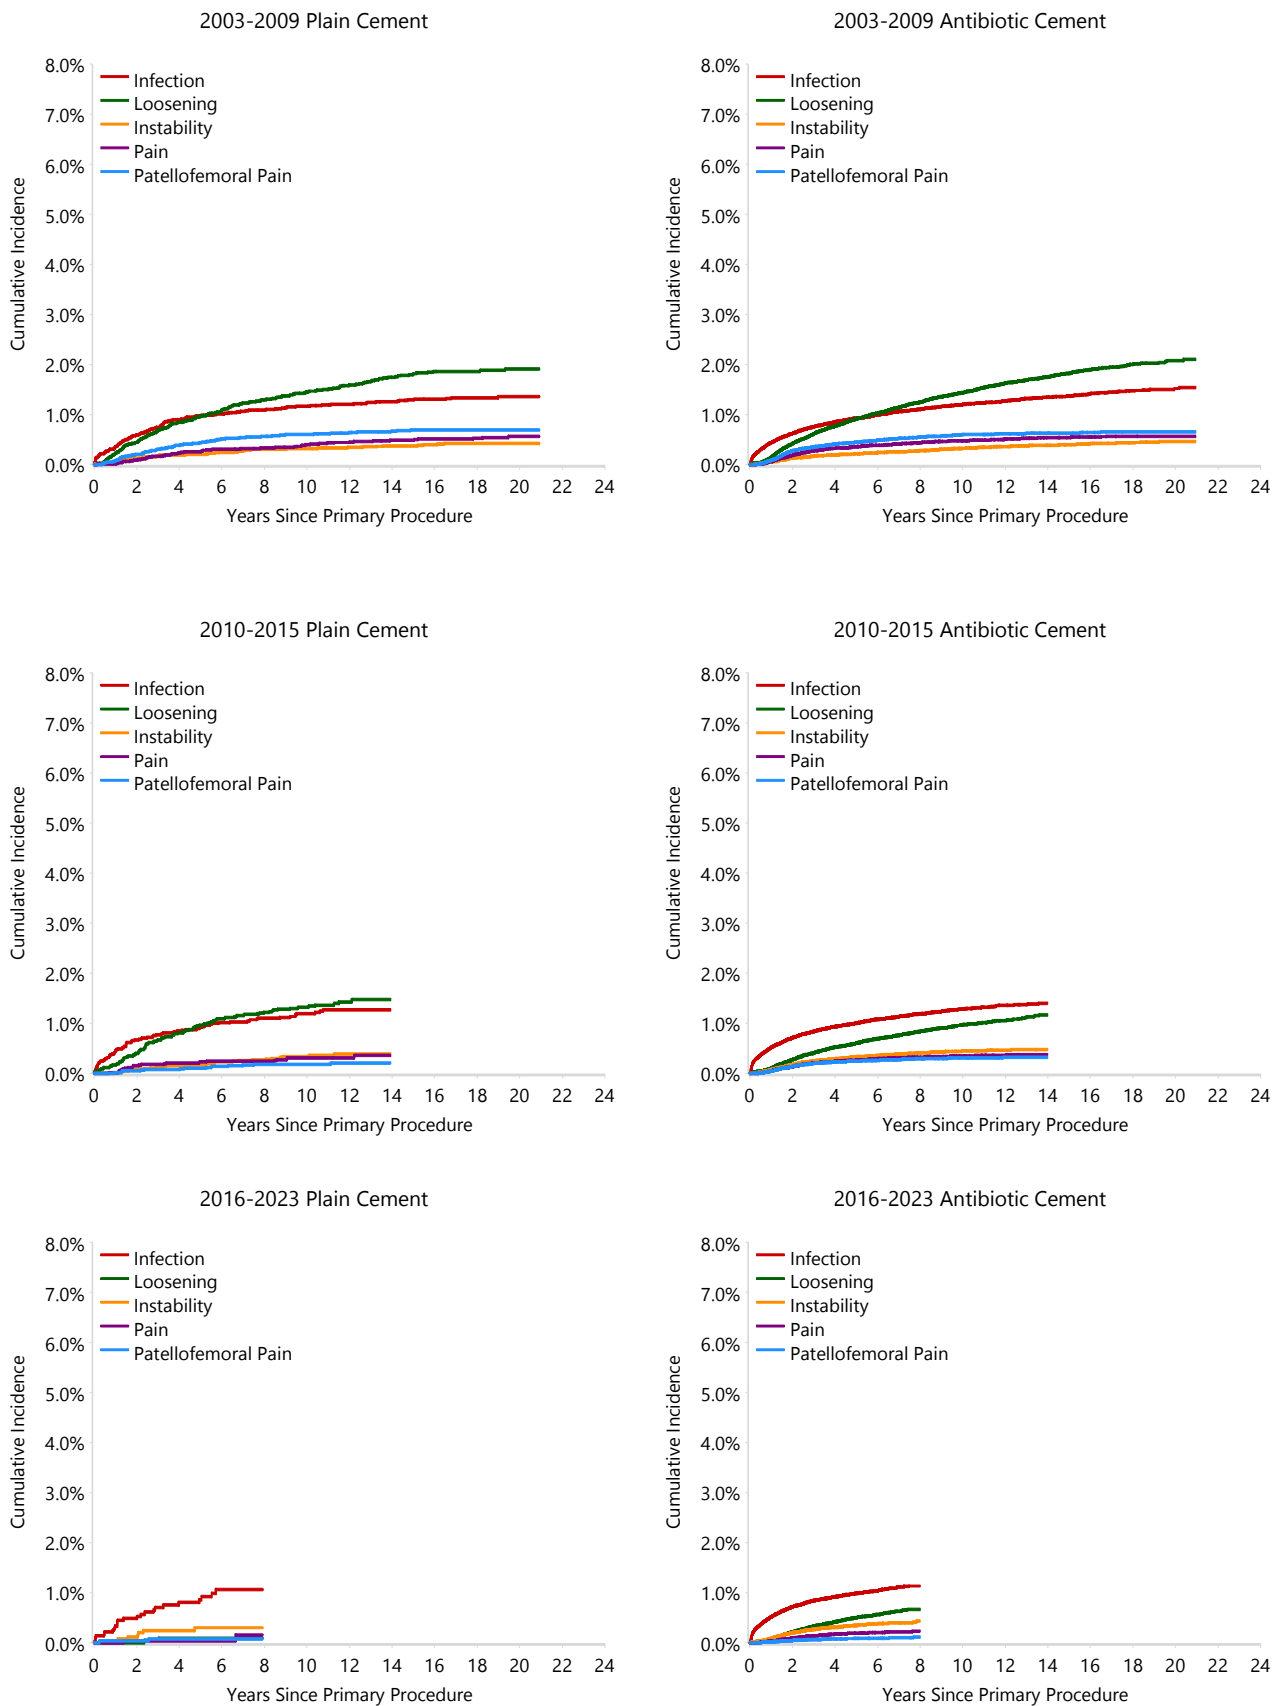 2003-2009 Plain Cement
8.0%
7.0%
6.0%
5.0%
4.0%
3.0%
2.0%
1.0%
0.0%
Cumulative Incidence
Infection
Loosening
Instability
Pain
Patellofemoral Pain
0 2 4 6 8 10 12 14 16 18 20 22 24
Years Since Primary Procedure
2003-2009 Antibiotic Cement
8.0%
7.0%
6.0%
5.0%
4.0%
3.0%
2.0%
1.0%
0.0%
Cumulative Incidence
Infection
Loosening
Instability
Pain
Patellofemoral Pain
0 2 4 6 8 10 12 14 16 18 20 22 24
Years Since Primary Procedure
2010-2015 Plain Cement
8.0%
7.0%
6.0%
5.0%
4.0%
3.0%
2.0%
1.0%
0.0%
Cumulative Incidence
Infection
Loosening
Instability
Pain
Patellofemoral Pain
0 2 4 6 8 10 12 14 16 18 20 22 24
Years Since Primary Procedure
2010-2015 Antibiotic Cement
8.0%
7.0%
6.0%
5.0%
4.0%
3.0%
2.0%
1.0%
0.0%
Cumulative Incidence
Infection
Loosening
Instability
Pain
Patellofemoral Pain
0 2 4 6 8 10 12 14 16 18 20 22 24
Years Since Primary Procedure
2016-2023 Plain Cement
8.0%
7.0%
6.0%
5.0%
4.0%
3.0%
2.0%
1.0%
0.0%
Cumulative Incidence
Infection
Loosening
Instability
Pain
Patellofemoral Pain
0 2 4 6 8 10 12 14 16 18 20 22 24
Years Since Primary Procedure
2016-2023 Antibiotic Cement
8.0%
7.0%
6.0%
5.0%
4.0%
3.0%
2.0%
1.0%
0.0%
Cumulative Incidence
Infection
Loosening
Instability
Pain
Patellofemoral Pain
0 2 4 6 8 10 12 14 16 18 20 22 24
Years Since Primary Procedure